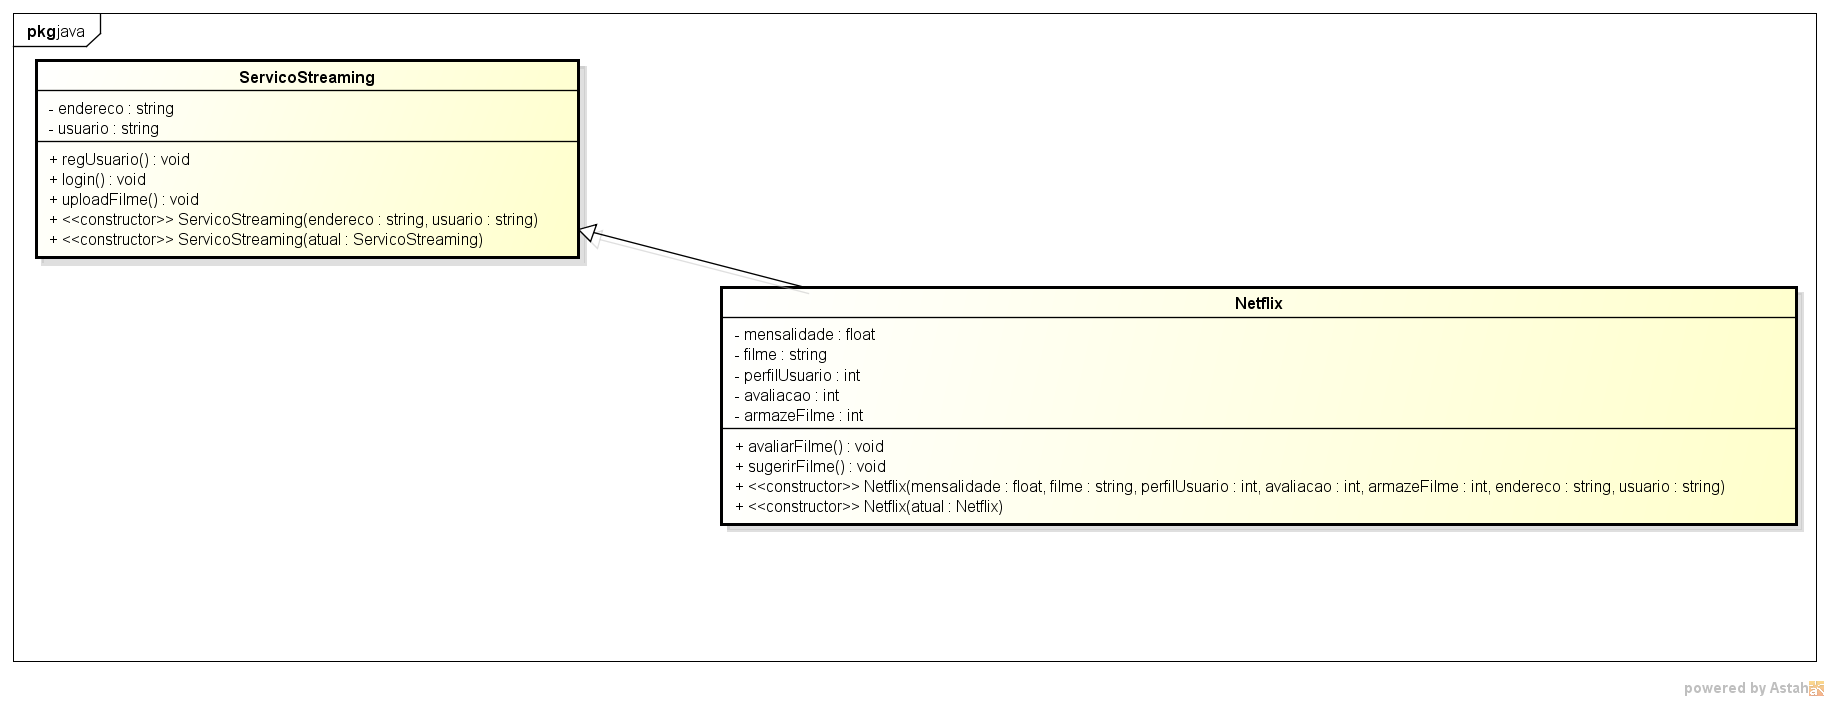 pkgjava
ServicoStreaming
- endereco : string
- usuario : string
+ regUsuario() : void
+ login() : void
+ uploadFilme() : void
+ <<constructor>> ServicoStreaming(endereco : string, usuario : string)
+ <<constructor>> ServicoStreaming(atual : ServicoStreaming)
Netflix
- mensalidade : float
- filme : string
- perfilUsuario : int
- avaliacao : int
- armazeFilme : int
+ avaliarFilme() : void
+ sugerirFilme() : void
+ <<constructor>> Netflix(mensalidade : float, filme : string, perfilUsuario : int, avaliacao : int, armazeFilme : int, endereco : string, usuario : string)
+ <<constructor>> Netflix(atual : Netflix)
powered by Astah